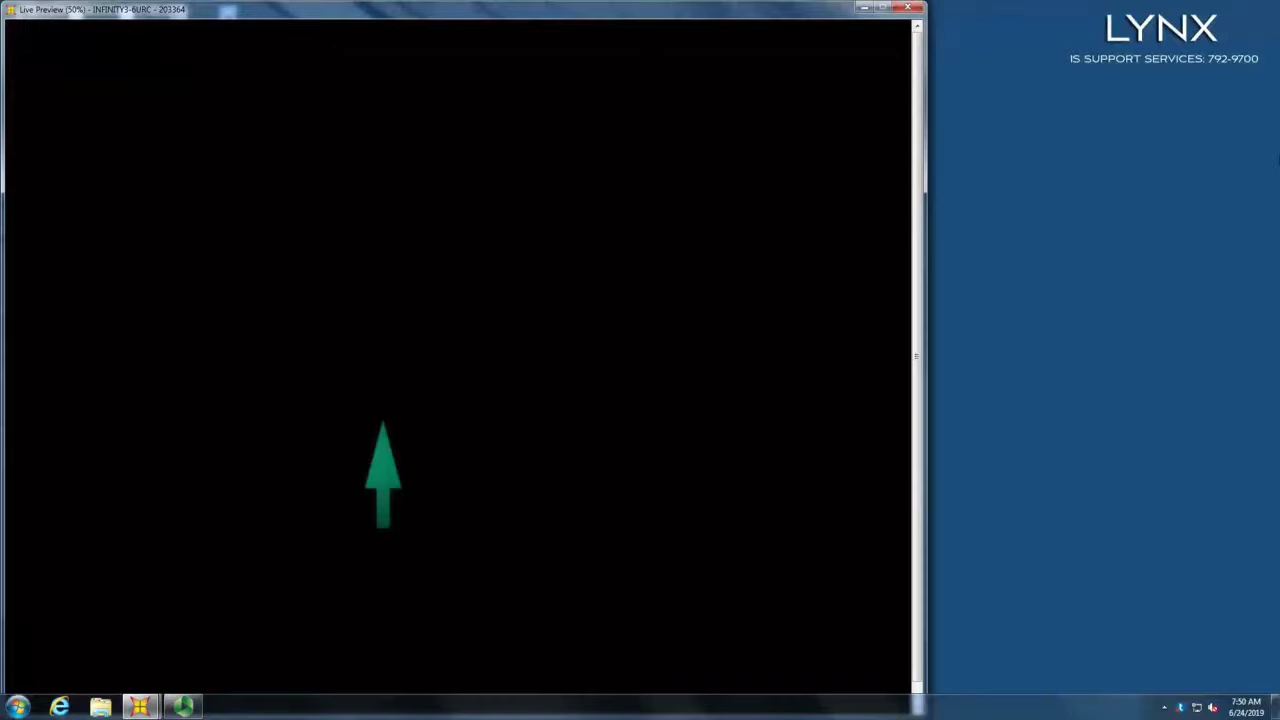 Live Preview (50%) - INFINITY3-6URC - 203364
LYNX
IS SUPPORT SERVICES: 792-9700
7:50 AM
6/24/2019